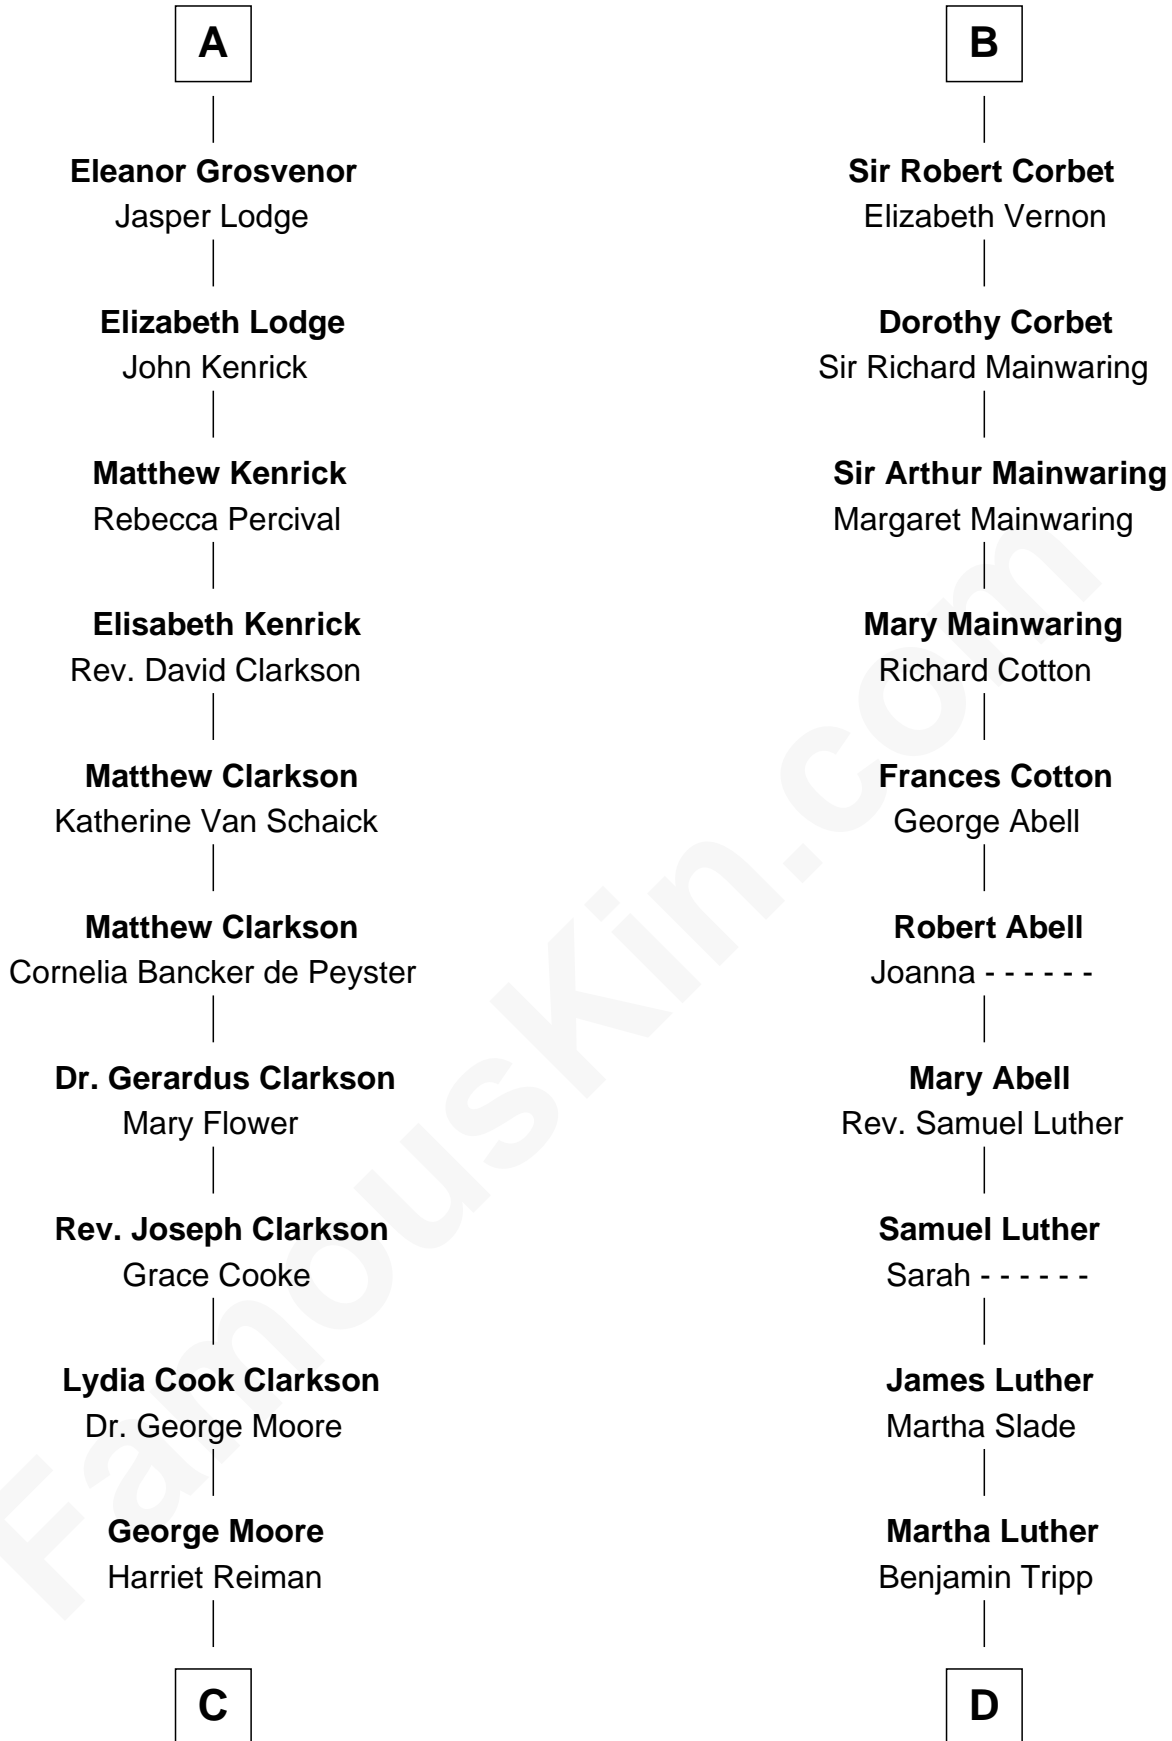 A
Eleanor Grosvenor
Jasper Lodge
Elizabeth Lodge
John Kenrick
Matthew Kenrick
Rebecca Percival
Elisabeth Kenrick
Rev. David Clarkson
Matthew Clarkson
Katherine Van Schaick
Matthew Clarkson
Cornelia Bancker de Peyster
Dr. Gerardus Clarkson
Mary Flower
Rev. Joseph Clarkson
Grace Cooke
Lydia Cook Clarkson
Dr. George Moore
George Moore
Harriet Reiman
C
B
Sir Robert Corbet
Elizabeth Vernon
Dorothy Corbet
Sir Richard Mainwaring
Sir Arthur Mainwaring
Margaret Mainwaring
Mary Mainwaring
Richard Cotton
Frances Cotton
George Abell
Robert Abell
Joanna - - - - - -
Mary Abell
Rev. Samuel Luther
Samuel Luther
Sarah - - - - - -
James Luther
Martha Slade
Martha Luther
Benjamin Tripp
D
FamousKin.com